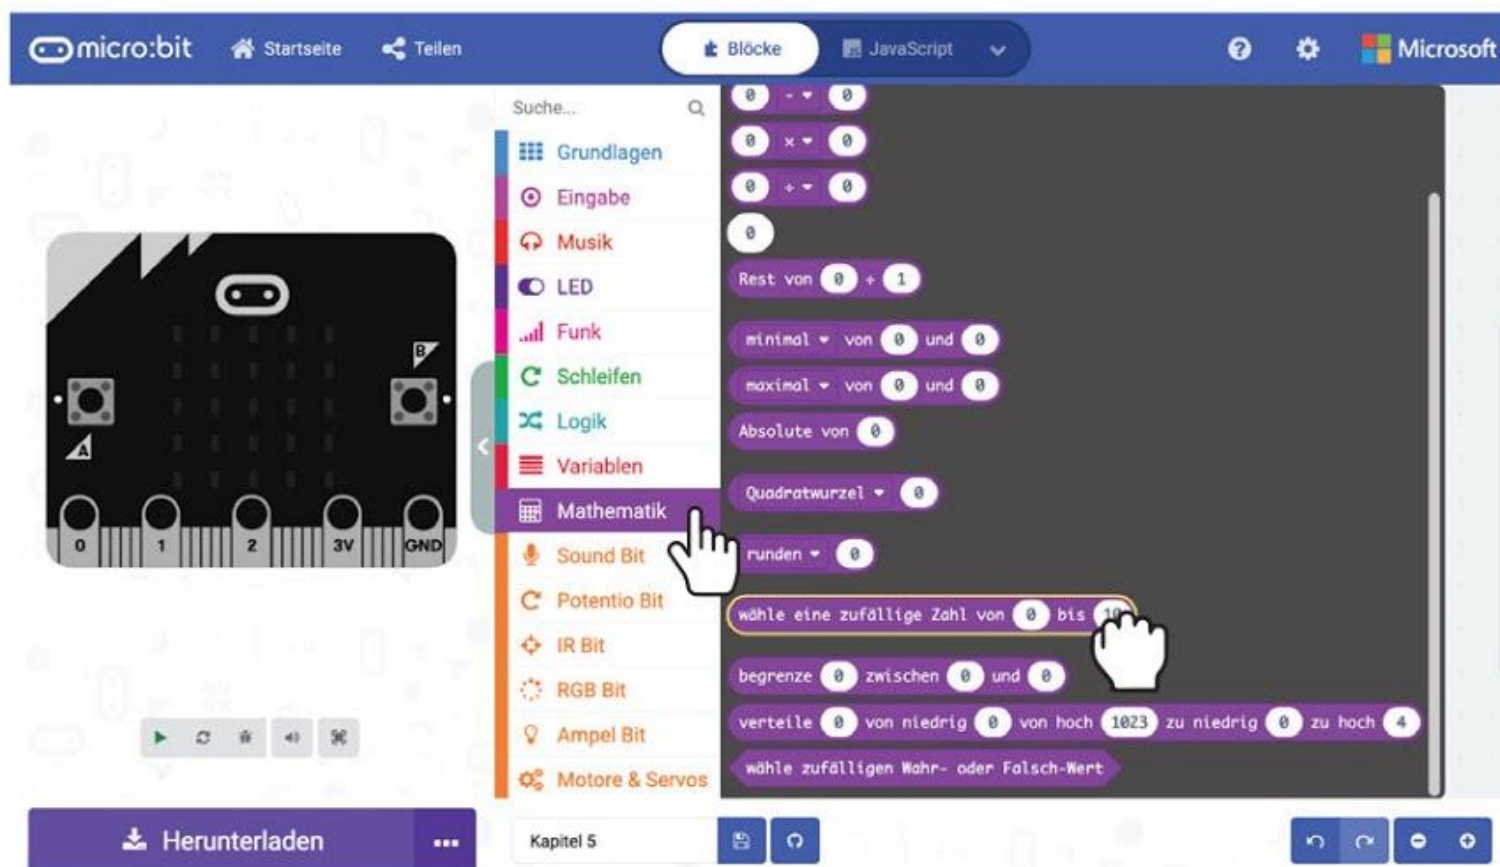 micro:bit Startseite Teilen Blöcke JavaScript Microsoft
Suche...
Grundlagen
Eingabe
Musik
LED
Funk
Schleifen
Logik
Variablen
Mathematik
Sound Bit
Potentio Bit
IR Bit
RGB Bit
Ampel Bit
Motore & Servos
0 - 0
0 × 0
0 ÷ 0
0
Rest von 0 ÷ 1
minimal von 0 und 0
maximal von 0 und 0
Absolute von 0
Quadratwurzel 0
runden 0
wähle eine zufällige Zahl von 0 bis 10
begrenze 0 zwischen 0 und 0
verteile 0 von niedrig 0 von hoch 1023 zu niedrig 0 zu hoch 4
wähle zufälligen Wahr- oder Falsch-Wert
B
A
0 1 2 3V GND
Herunterladen ...
Kapitel 5